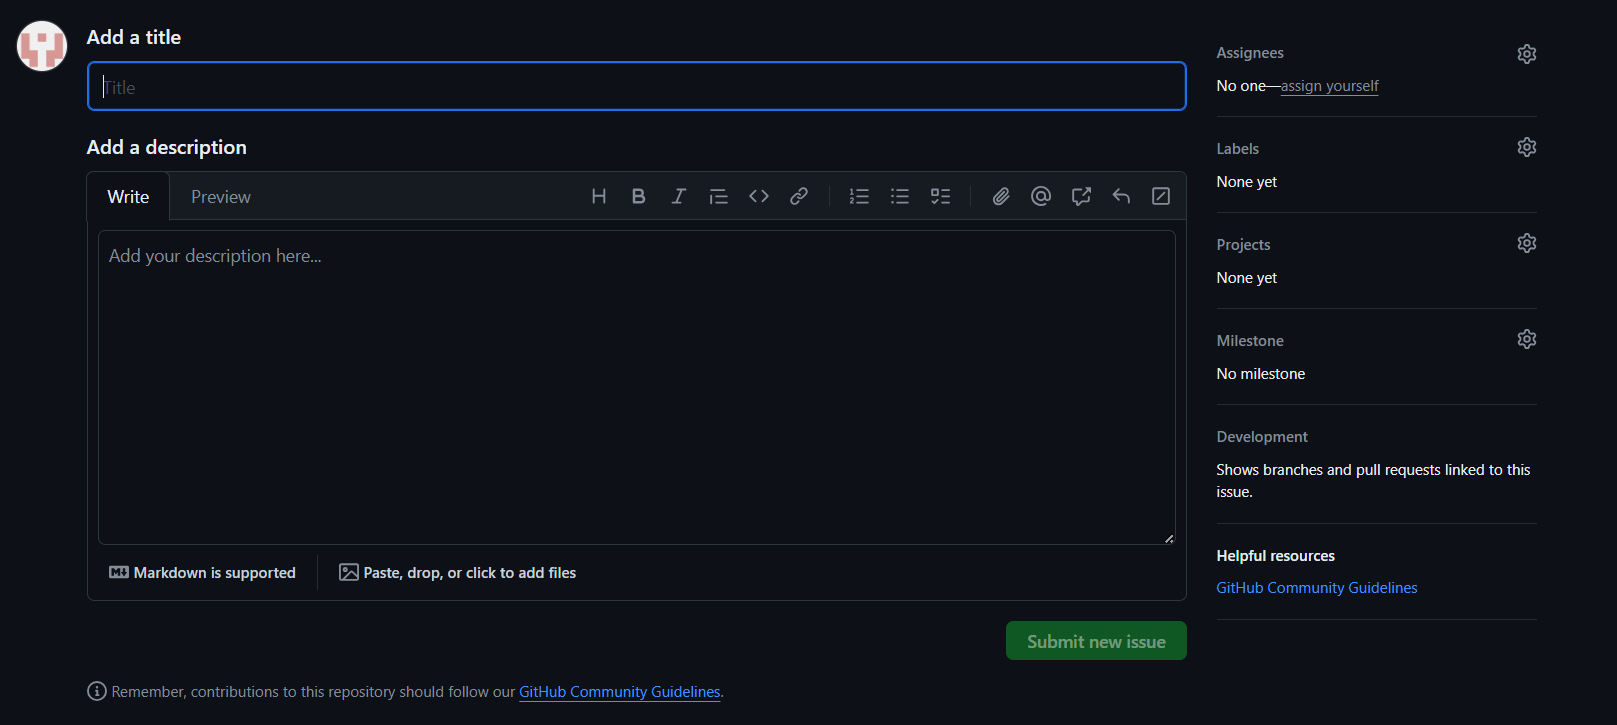 Add a title
Title
Add a description
Write
Preview
Add your description here...
Markdown is supported
Paste, drop, or click to add files
Submit new issue
Remember, contributions to this repository should follow our GitHub Community Guidelines.
Assignees
No one—assign yourself
Labels
None yet
Projects
None yet
Milestone
No milestone
Development
Shows branches and pull requests linked to this
issue.
Helpful resources
GitHub Community Guidelines